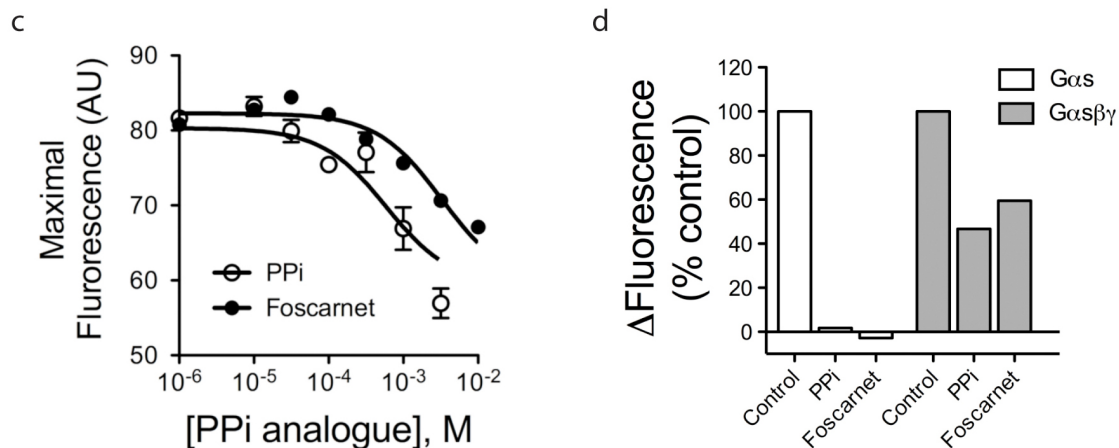 c
90
80
70
60
50
Maximal
Flurorescence (AU)
PPi
Foscarnet
10-6
10-5
10-4
10-3
10-2
[PPi analogue], M
d
120
100
80
60
40
20
0
ΔFluorescence
(% control)
Gαs
Gαsβγ
Control
PPi
Foscarnet
Control
PPi
Foscarnet